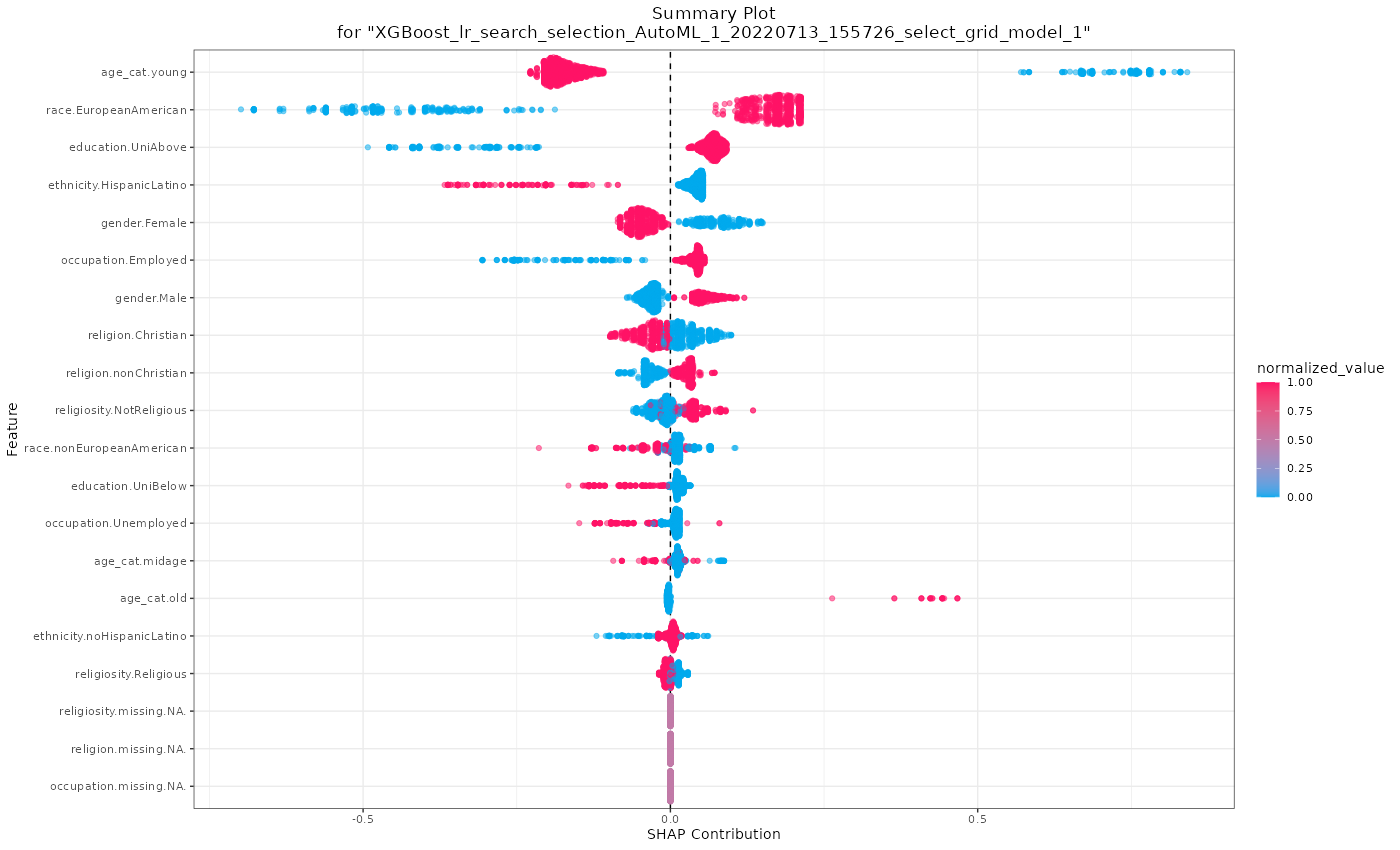 Summary Plot
for "XGBoost_lr_search_selection_AutoML_1_20220713_155726_select_grid_model_1"
age_cat.young
race.EuropeanAmerican
education.UniAbove
ethnicity.HispanicLatino
gender.Female
occupation.Employed
gender.Male
religion.Christian
religion.nonChristian
religiosity.NotReligious
race.nonEuropeanAmerican
education.UniBelow
occupation.Unemployed
age_cat.midage
age_cat.old
ethnicity.noHispanicLatino
religiosity.Religious
religiosity.missing.NA.
religion.missing.NA.
occupation.missing.NA.
Feature
-0.5 0.0 0.5
SHAP Contribution
normalized_value
1.00
0.75
0.50
0.25
0.00